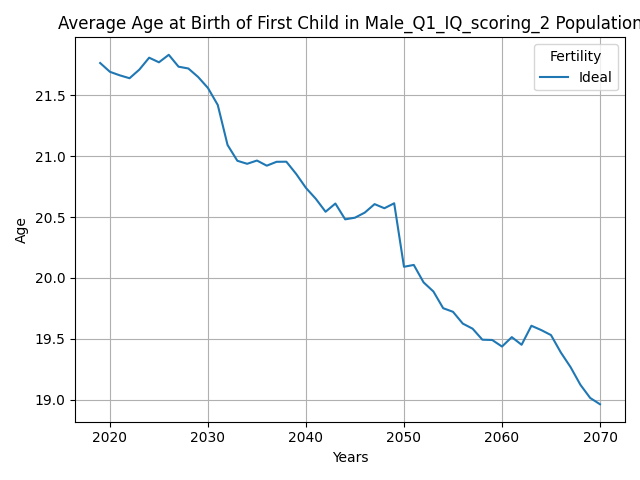 Average Age at Birth of First Child in Male_Q1_IQ_scoring_2 Population
Fertility
Ideal
21.5
21.0
20.5
20.0
19.5
19.0
Age
2020 2030 2040 2050 2060 2070
Years